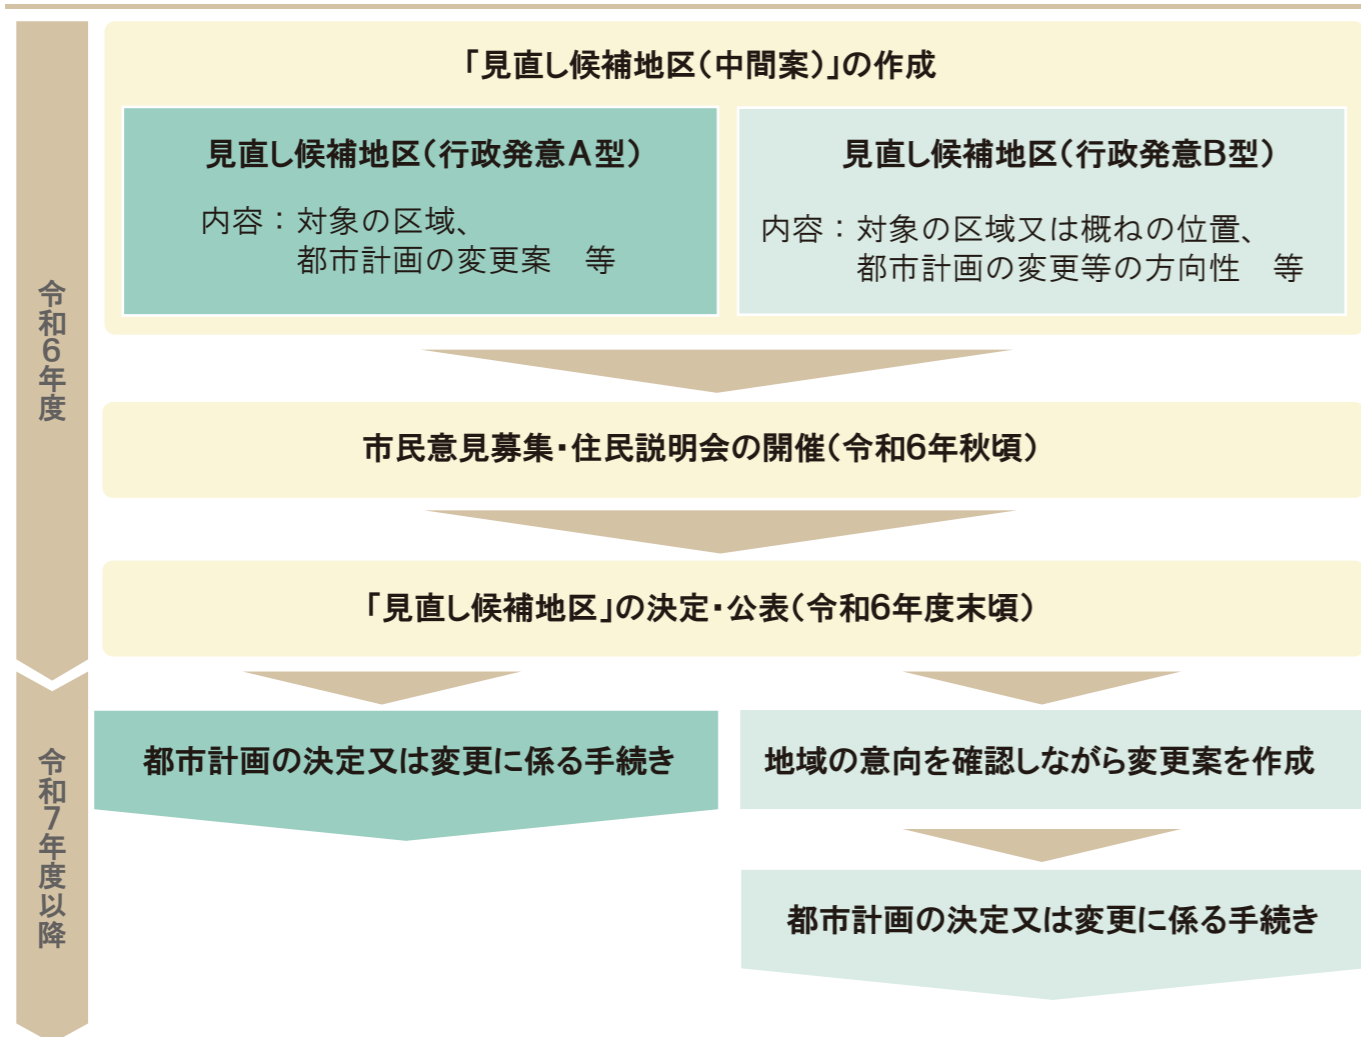 令和6年度
「見直し候補地区(中間案)」の作成
見直し候補地区(行政発意A型)
内容：対象の区域、
都市計画の変更案　等
見直し候補地区(行政発意B型)
内容：対象の区域又は概ねの位置、
都市計画の変更等の方向性　等
市民意見募集・住民説明会の開催(令和6年秋頃)
「見直し候補地区」の決定・公表(令和6年度末頃)
令和7年度以降
都市計画の決定又は変更に係る手続き
地域の意向を確認しながら変更案を作成
都市計画の決定又は変更に係る手続き